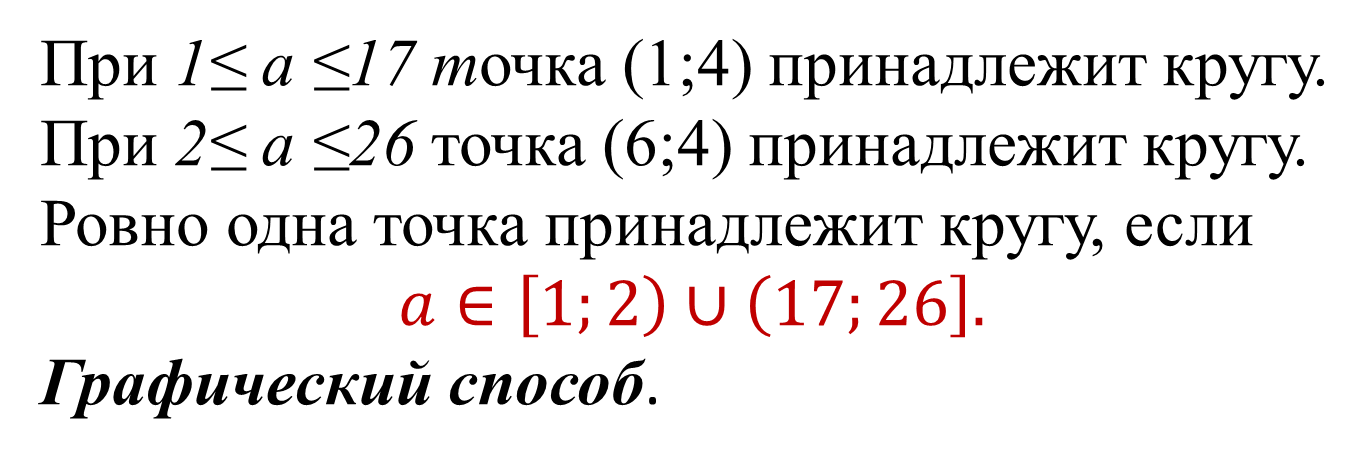 При 1≤ a ≤17 точка (1;4) принадлежит кругу.
При 2≤ a ≤26 точка (6;4) принадлежит кругу.
Ровно одна точка принадлежит кругу, если
𝑎 ∈ [1; 2) ∪ (17; 26].
Графический способ.